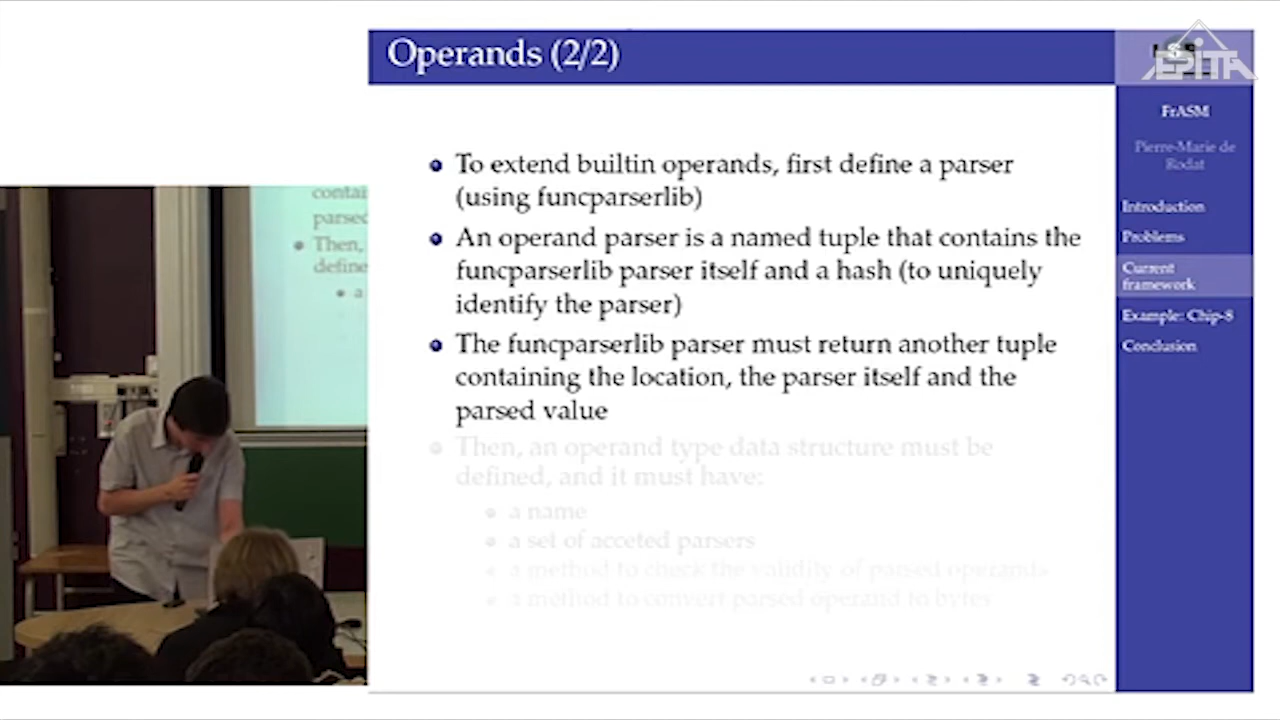 Operands (2/2)
EPITA
To extend builtin operands, first define a parser
(using funcparserlib)
An operand parser is a named tuple that contains the
funcparserlib parser itself and a hash (to uniquely
identify the parser)
The funcparserlib parser must return another tuple
containing the location, the parser itself and the
parsed value
Then, an operand type data structure must be
defined, and it must have:
a name
a set of acceted parsers
a method to check the validity of parsed operands
a method to convert parsed operand to bytes
FrASM
Pierre-Marie de
Rodat
Introduction
Problems
Current
framework
Example: Chip-8
Conclusion
contai
parsed
Then,
define
a